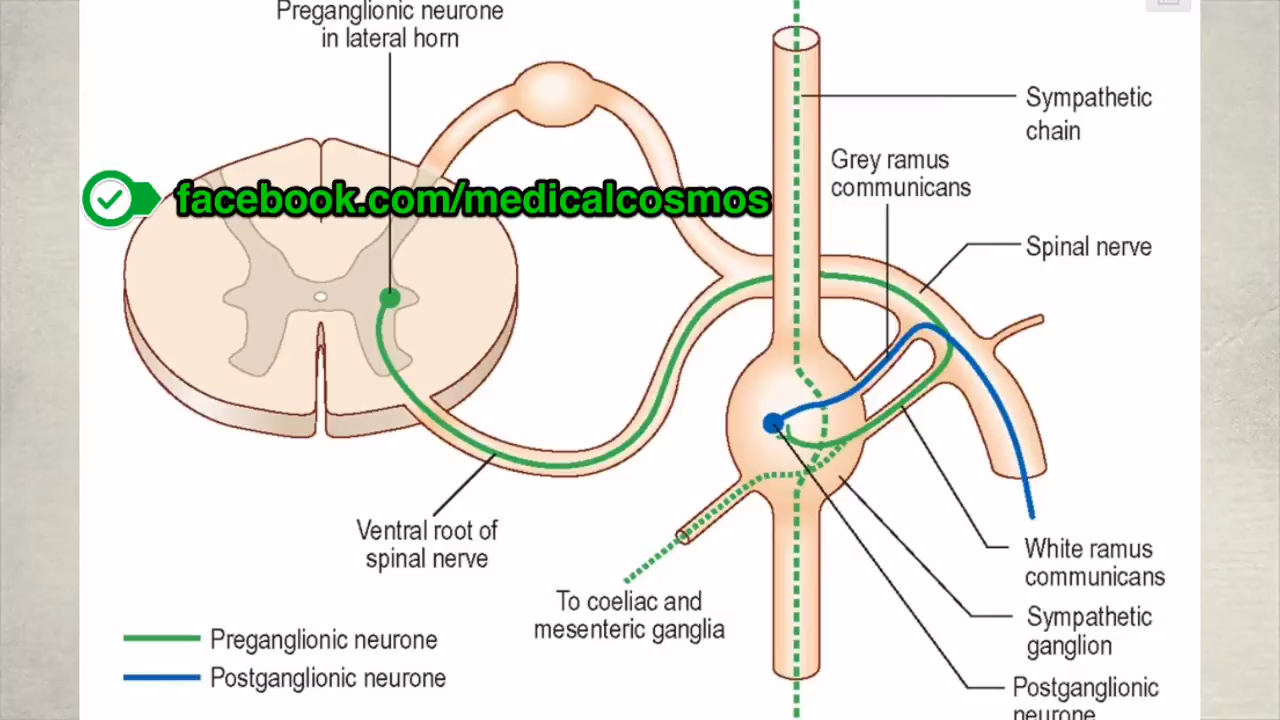 Preganglionic neurone
in lateral horn
Sympathetic
chain
Grey ramus
communicans
facebook.com/medicalcosmos
Spinal nerve
Ventral root of
spinal nerve
White ramus
communicans
To coeliac and
mesenteric ganglia
Sympathetic
ganglion
Preganglionic neurone
Postganglionic neurone
Postganglionic
neurone